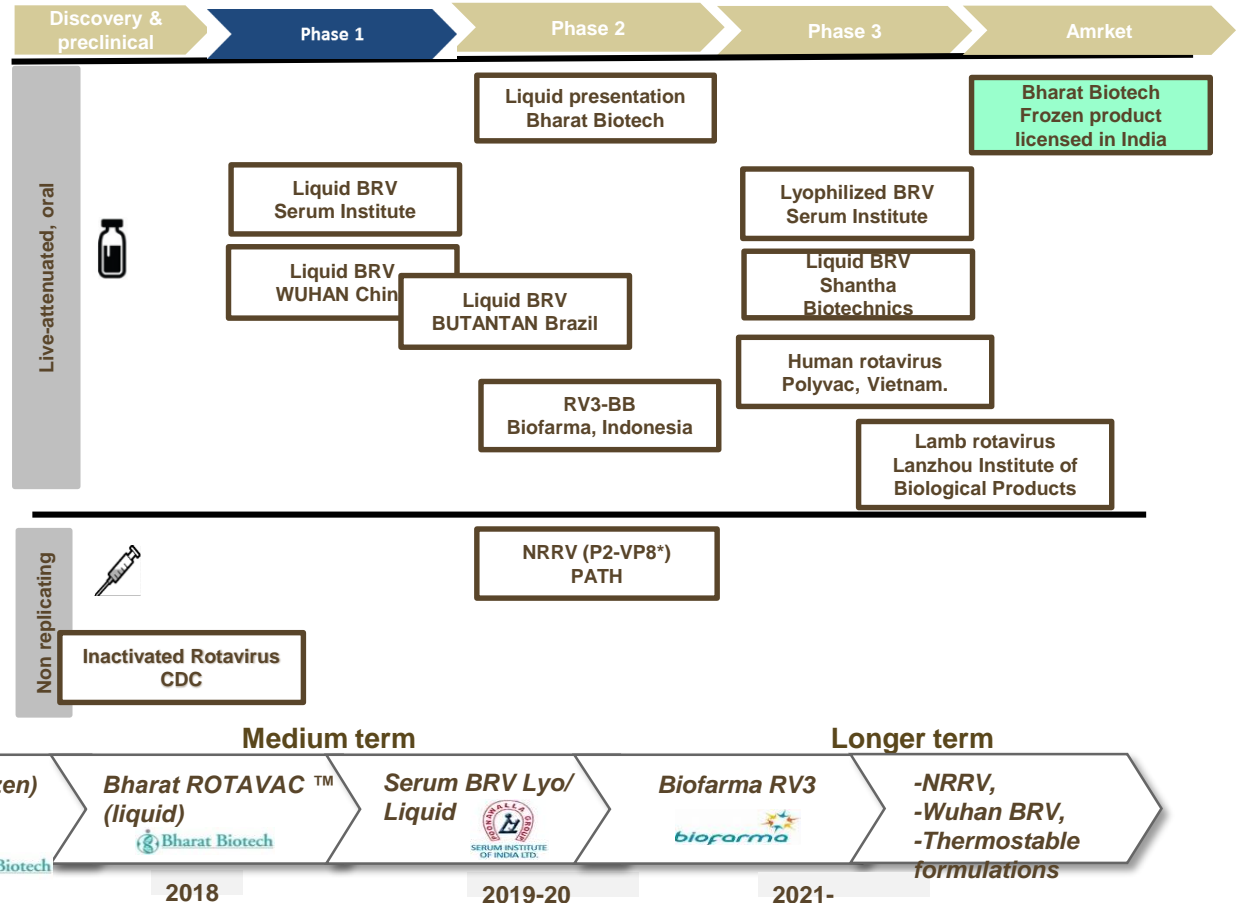 Discovery &
preclinical
Phase 1
Phase 2
Phase 3
Amrket
Live-attenuated, oral
Liquid presentation
Bharat Biotech
Bharat Biotech
Frozen product
licensed in India
Liquid BRV
Serum Institute
Lyophilized BRV
Serum Institute
Liquid BRV
WUHAN Chin
Liquid BRV
BUTANTAN Brazil
Liquid BRV
Shantha
Biotechnics
Human rotavirus
Polyvac, Vietnam.
RV3-BB
Biofarma, Indonesia
Lamb rotavirus
Lanzhou Institute of
Biological Products
Non replicating
NRRV (P2-VP8*)
PATH
Inactivated Rotavirus
CDC
Medium term
Longer term
zen)
Biotech
Bharat ROTAVAC ™
(liquid)
Bharat Biotech
Serum BRV Lyo/
Liquid
POONAWALLA GROUP
SERUM INSTITUTE
OF INDIA LTD.
Biofarma RV3
biofarma
-NRRV,
-Wuhan BRV,
-Thermostable
formulations
2018
2019-20
2021-